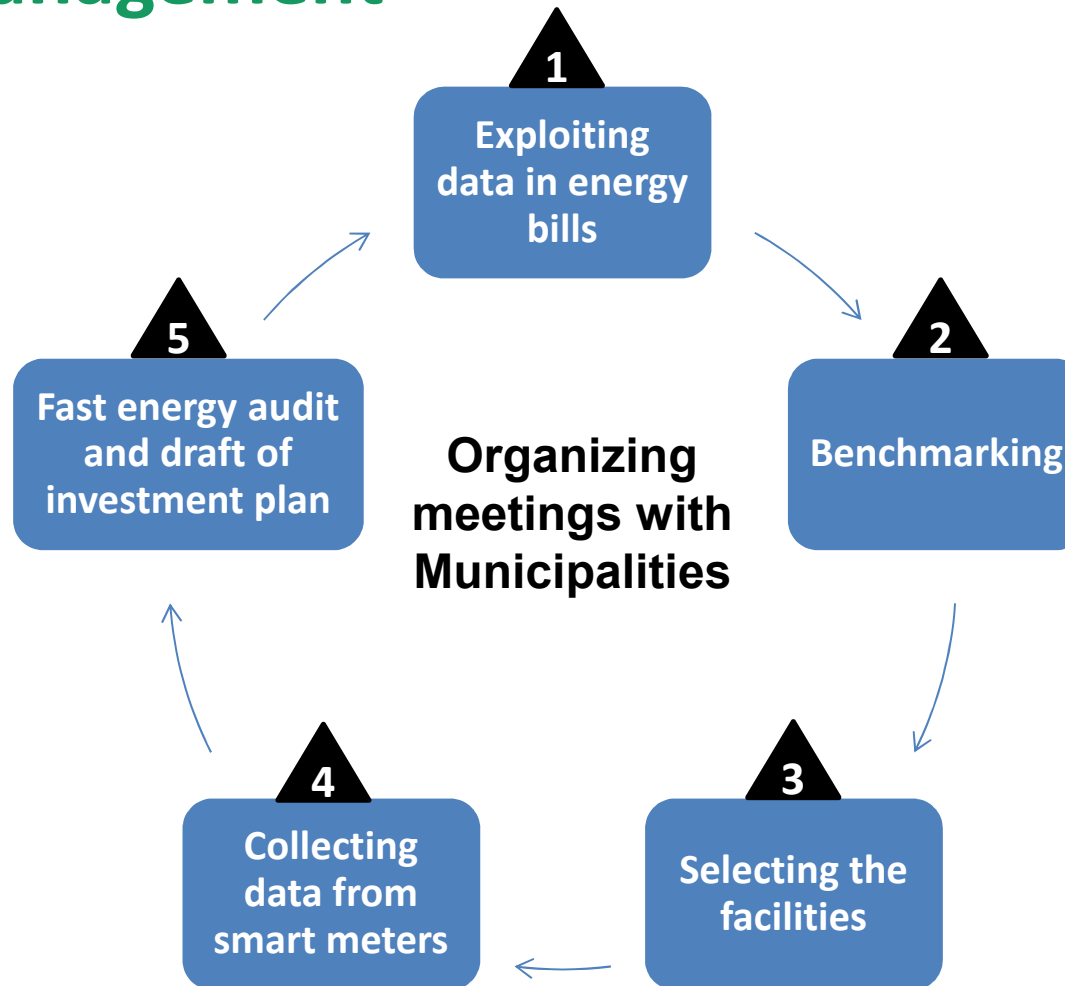 1
Exploiting
data in energy
bills
2
Benchmarking
3
Selecting the
facilities
4
Collecting
data from
smart meters
5
Fast energy audit
and draft of
investment plan
Organizing
meetings with
Municipalities